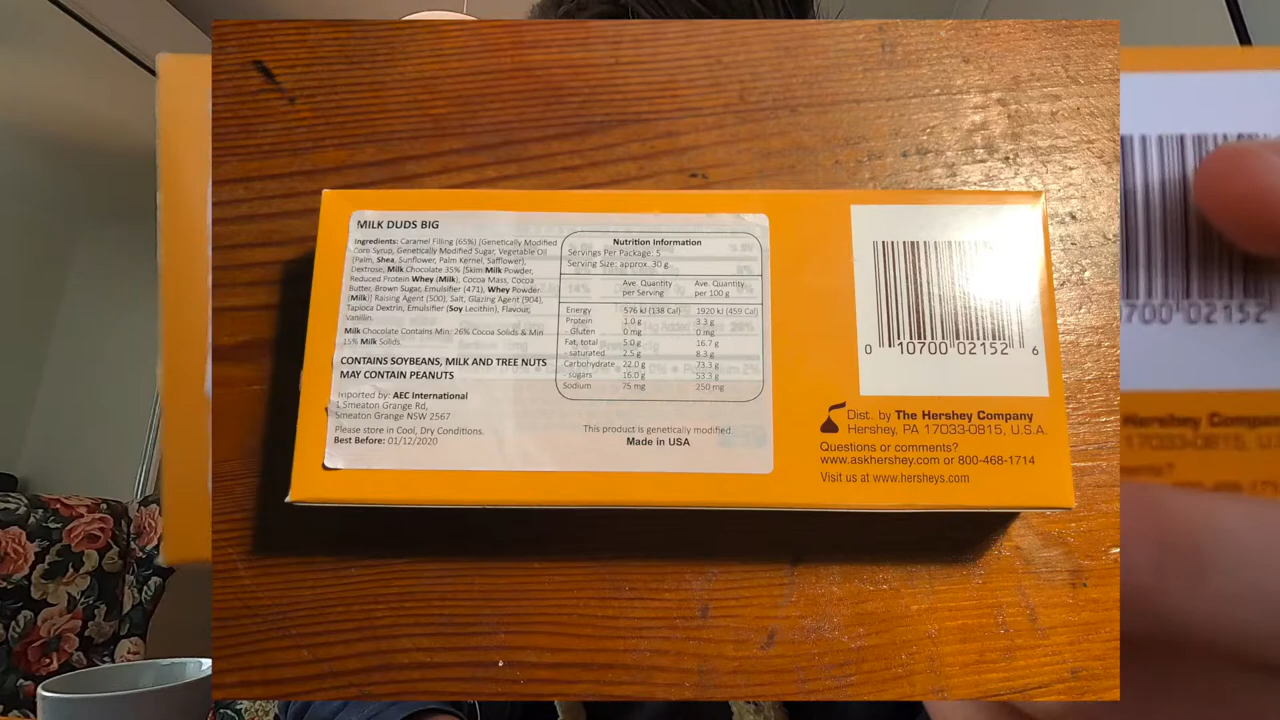 MILK DUDS BIG
Ingredients: Caramel Filling (65%) [Genetically Modified
Corn Syrup, Genetically Modified Sugar, Vegetable Oil
(Palm, Shea, Sunflower, Palm Kernel, Safflower),
Dextrose, Milk Chocolate 35% [Skim Milk Powder,
Reduced Protein Whey (Milk), Cocoa Mass, Cocoa
Butter, Brown Sugar, Emulsifier (471), Whey Powder
(Milk)] Raising Agent (500), Salt, Glazing Agent (904),
Tapioca Dextrin, Emulsifier (Soy Lecithin), Flavour,
Vanillin.
Milk Chocolate Contains Min: 26% Cocoa Solids & Min
15% Milk Solids.
CONTAINS SOYBEANS, MILK AND TREE NUTS
MAY CONTAIN PEANUTS
Imported by: AEC International
1 Smeaton Grange Rd,
Smeaton Grange NSW 2567
Please store in Cool, Dry Conditions.
Best Before: 01/12/2020
Nutrition Information
Servings Per Package: 5
Serving Size: approx. 30 g
Ave. Quantity per Serving Ave. Quantity per 100 g
Energy 576 kJ (138 Cal) 1920 kJ (459 Cal)
Protein 1.0 g 3.3 g
- Gluten 0 mg 0 mg
Fat, total 5.0 g 16.7 g
- saturated 2.5 g 8.3 g
Carbohydrate 22.0 g 73.3 g
- sugars 16.0 g 53.3 g
Sodium 75 mg 250 mg
This product is genetically modified.
Made in USA
0 10700 02152 6
Dist. by The Hershey Company
Hershey, PA 17033-0815, U.S.A.
Questions or comments?
www.askhershey.com or 800-468-1714
Visit us at www.hersheys.com
700 02152